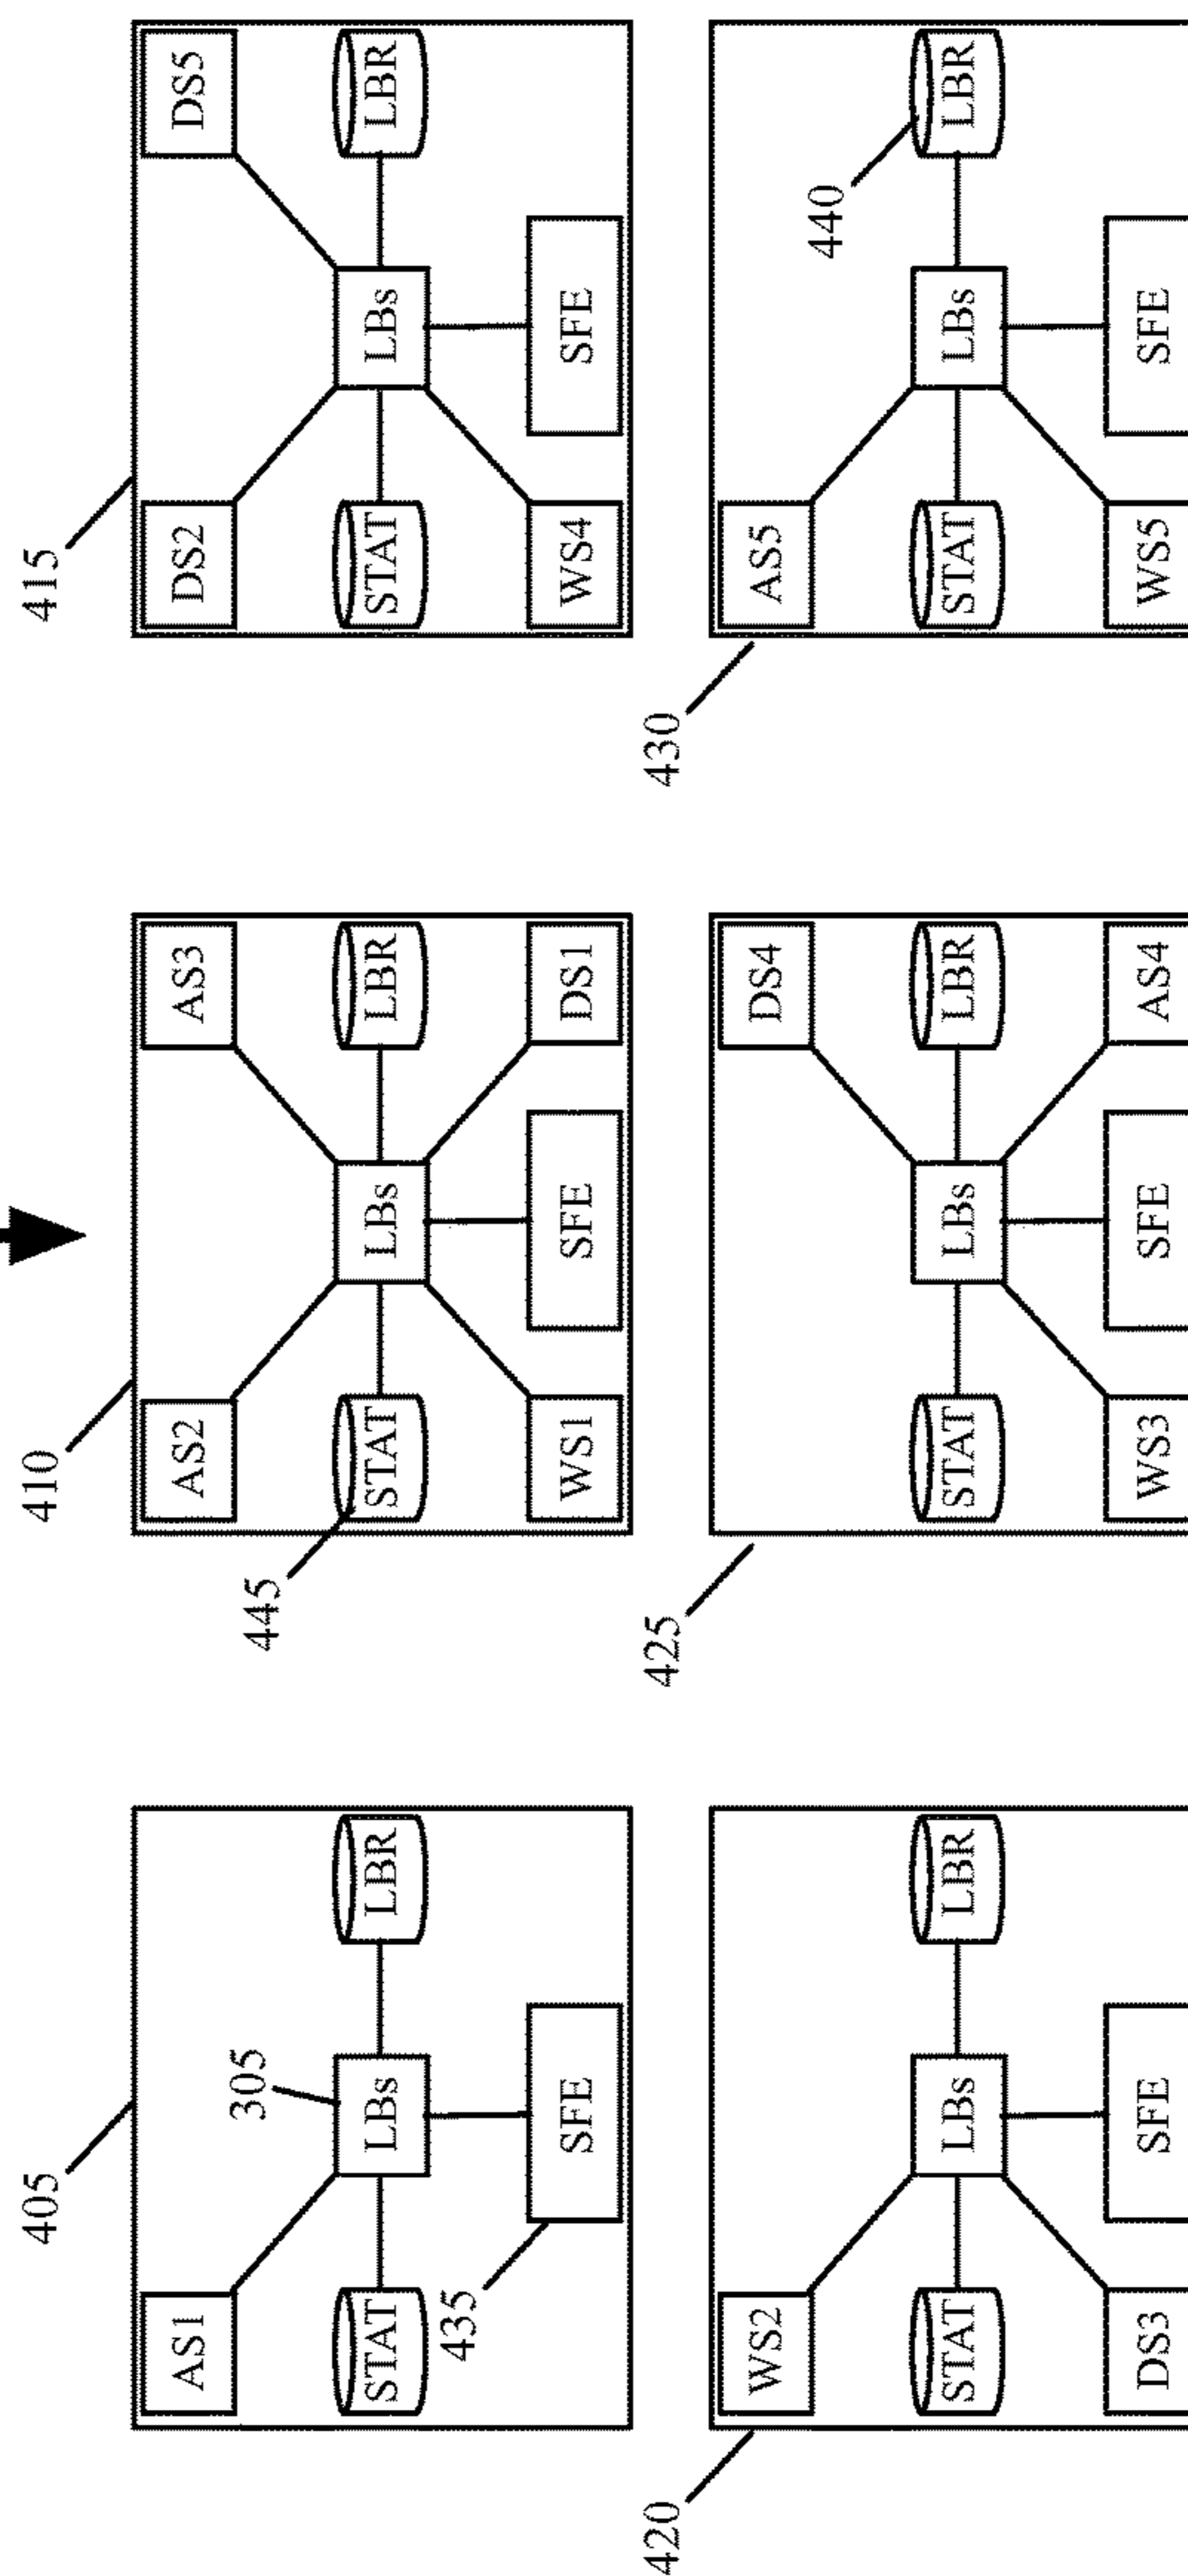 405
410
415
AS1
AS2
AS3
DS2
DS5
305
STAT
LBs
LBR
445
STAT
LBs
LBR
STAT
LBs
LBR
435
SFE
WS1
SFE
DS1
WS4
SFE
420
425
430
WS2
DS4
AS5
440
STAT
LBs
LBR
STAT
LBs
LBR
STAT
LBs
LBR
DS3
SFE
WS3
SFE
AS4
WS5
SFE